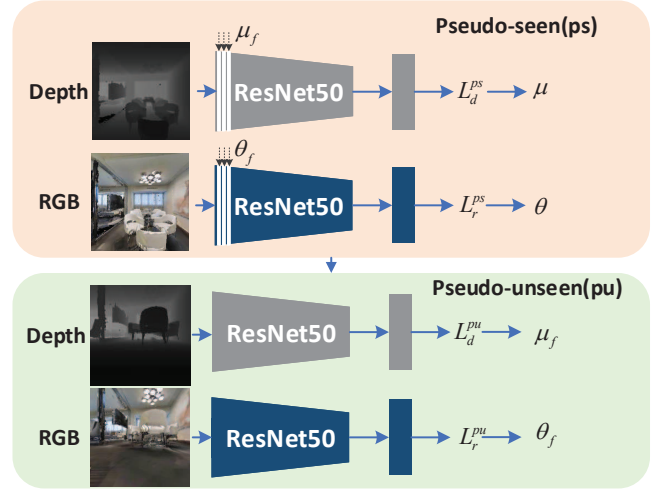 Pseudo-seen(ps)
μ_f
Depth
ResNet50
L_d^{ps}
μ
θ_f
RGB
ResNet50
L_r^{ps}
θ
Pseudo-unseen(pu)
Depth
ResNet50
L_d^{pu}
μ_f
RGB
ResNet50
L_r^{pu}
θ_f